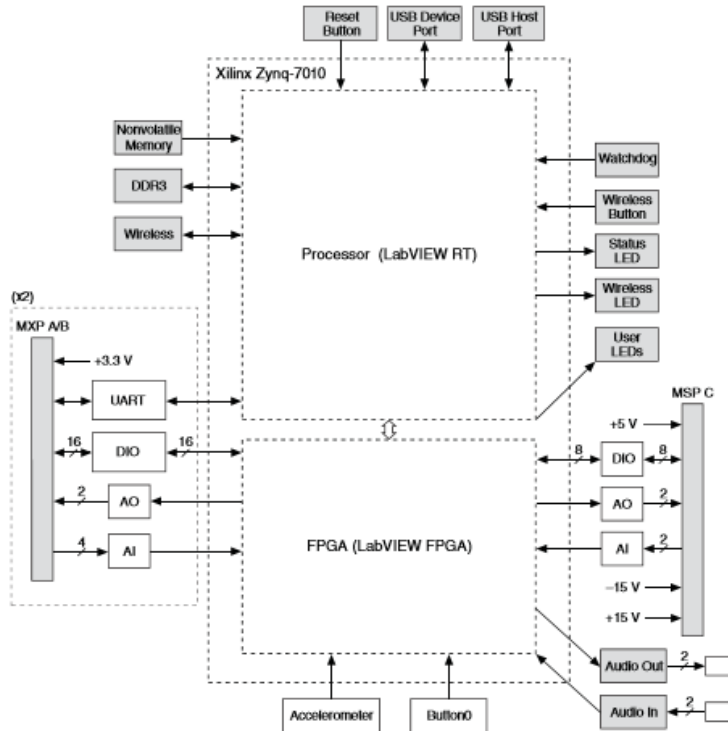 Reset
Button
USB Device
Port
USB Host
Port
Xilinx Zynq-7010
Nonvolatile
Memory
DDR3
Wireless
Processor (LabVIEW RT)
Watchdog
Wireless
Button
Status
LED
Wireless
LED
User
LEDs
(x2)
MXP A/B
+3.3 V
UART
16
DIO
16
2
AO
4
AI
FPGA (LabVIEW FPGA)
MSP C
+5 V
8
DIO
8
AO
2
AI
2
–15 V
+15 V
Audio Out
2
Audio In
2
Accelerometer
Button0